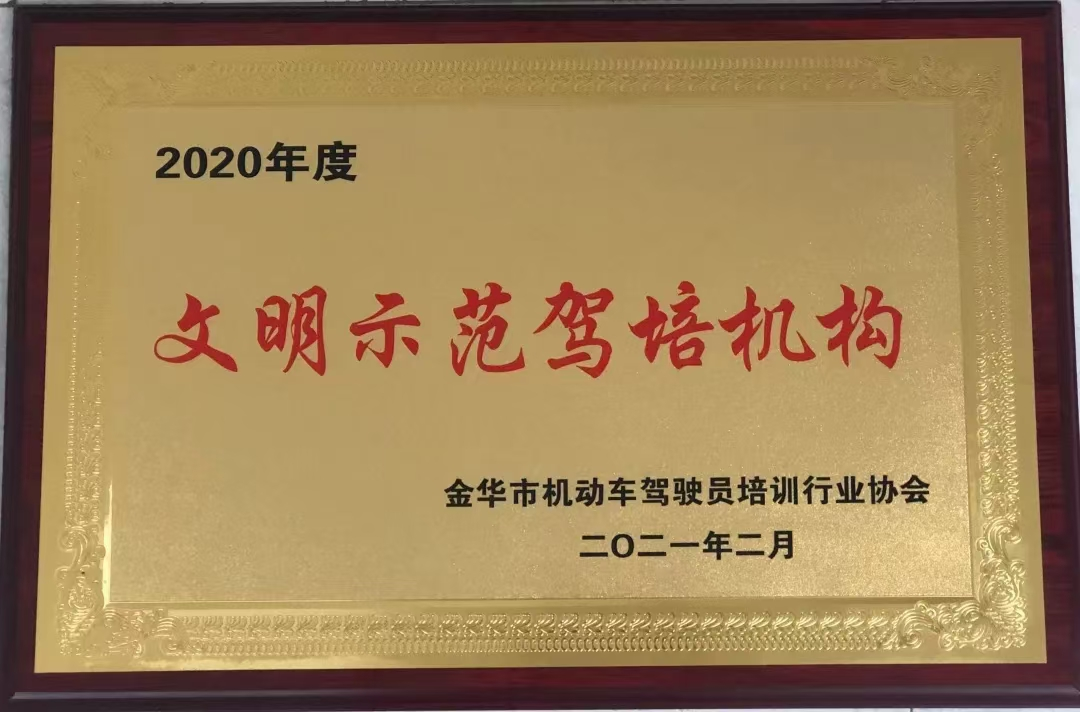 2020年度
文明示范驾培机构
金华市机动车驾驶员培训行业协会
二〇二一年二月